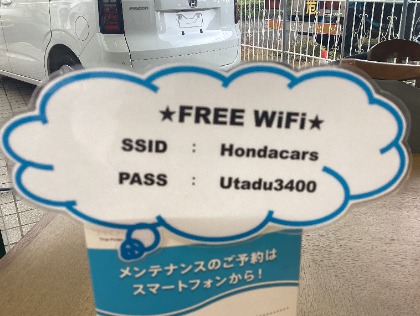 ★FREE WiFi★
SSID : Hondacars
PASS : Utadu3400
メンテナンスのご予約は
スマートフォンから!